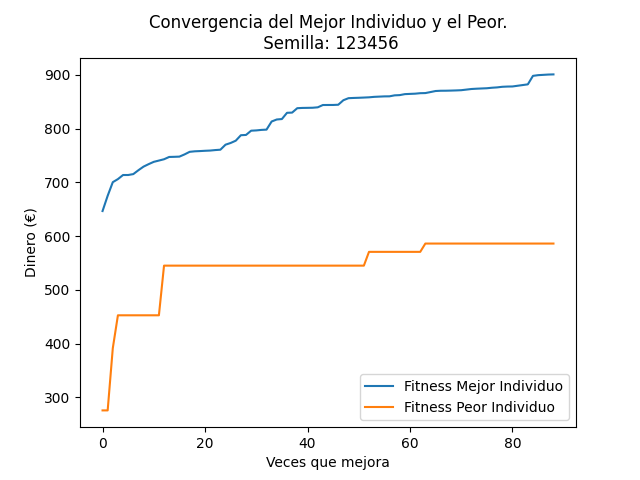 Convergencia del Mejor Individuo y el Peor.
Semilla: 123456
900
800
700
600
500
400
300
Dinero (€)
0
20
40
60
80
Veces que mejora
Fitness Mejor Individuo
Fitness Peor Individuo